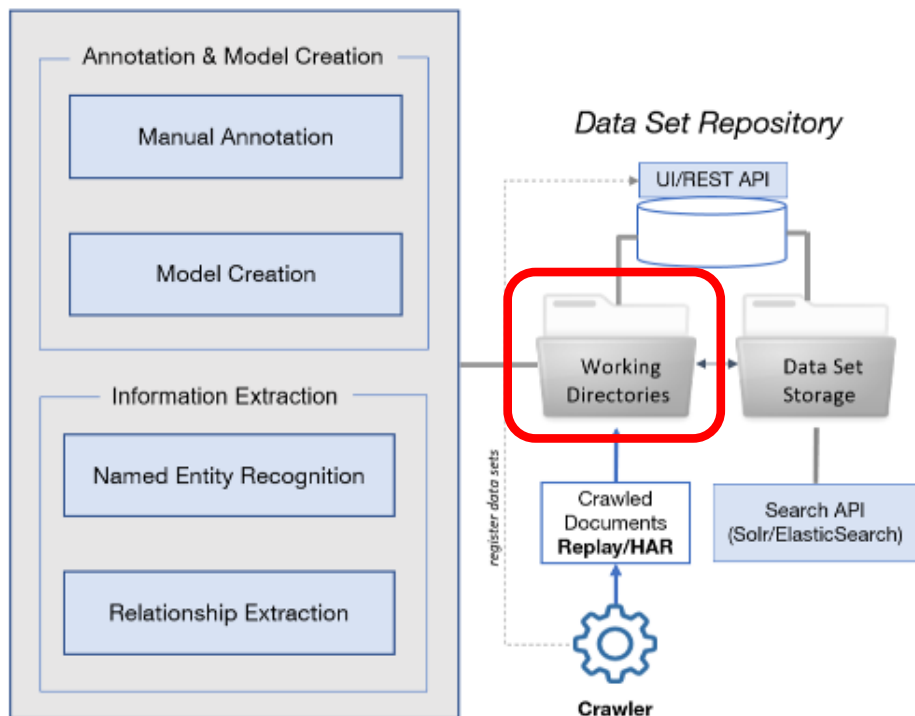 Annotation & Model Creation
Manual Annotation
Model Creation
Information Extraction
Named Entity Recognition
Relationship Extraction
Data Set Repository
UI/REST API
Working
Directories
Data Set
Storage
register data sets
Crawled
Documents
Replay/HAR
Search API
(Solr/ElasticSearch)
Crawler